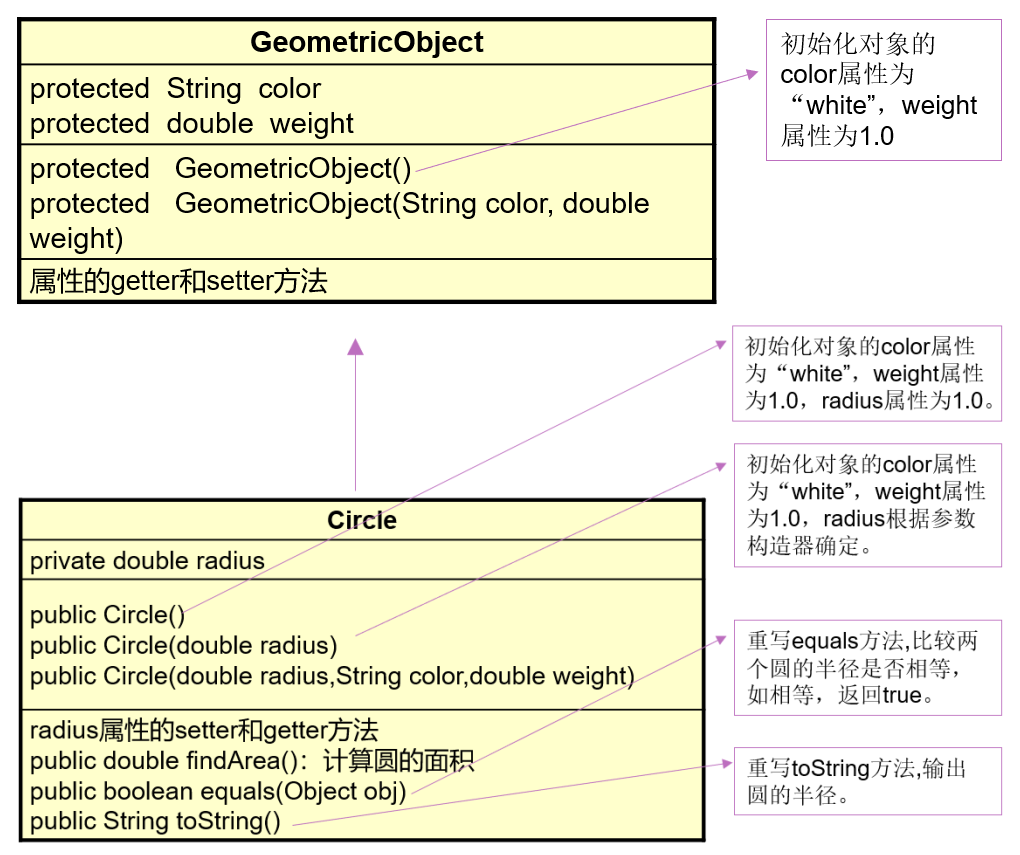 GeometricObject
protected  String  color
protected  double  weight
protected   GeometricObject()
protected   GeometricObject(String color, double
weight)
属性的getter和setter方法
初始化对象的
color属性为
“white”，weight
属性为1.0
初始化对象的color属性
为“white”，weight属性
为1.0，radius属性为1.0。
初始化对象的color属性
为“white”，weight属性
为1.0，radius根据参数
构造器确定。
Circle
private double radius
public Circle()
public Circle(double radius)
public Circle(double radius,String color,double weight)
radius属性的setter和getter方法
public double findArea()：计算圆的面积
public boolean equals(Object obj)
public String toString()
重写equals方法,比较两
个圆的半径是否相等，
如相等，返回true。
重写toString方法,输出
圆的半径。